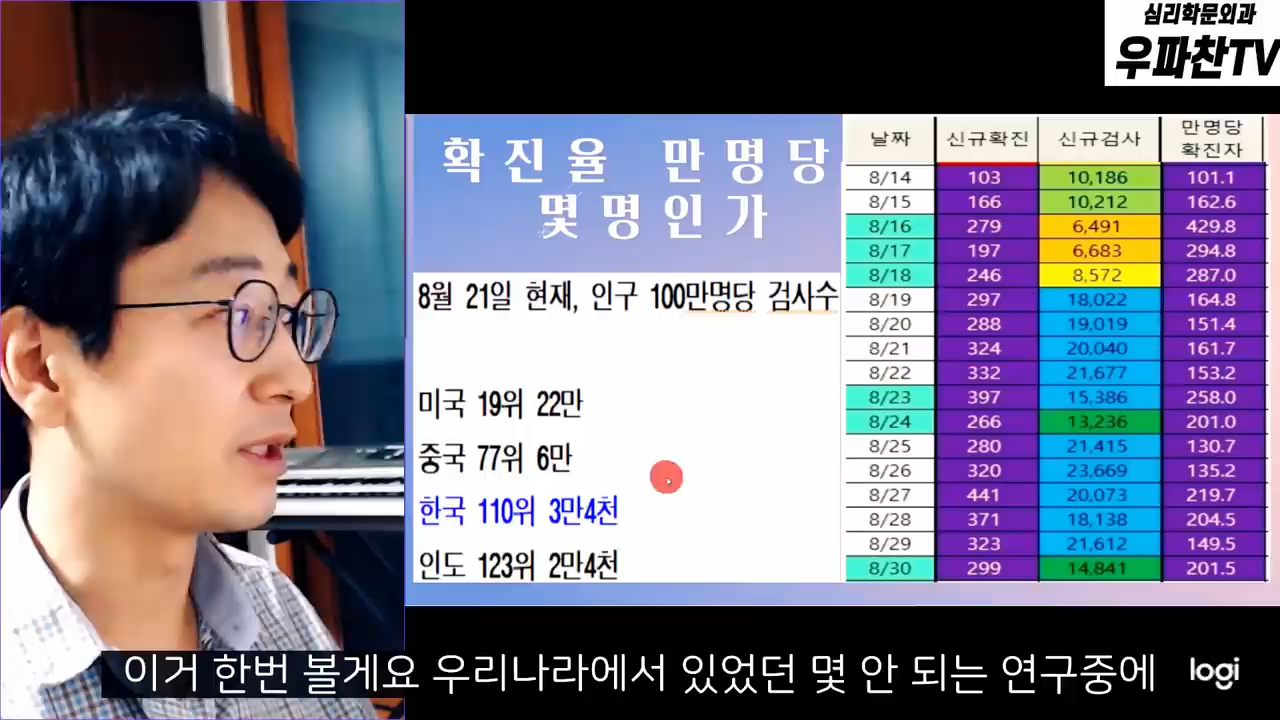 심리학문외과
우파찬TV
확진율 만명당
몇명인가
8월 21일 현재, 인구 100만명당 검사수
미국 19위 22만
중국 77위 6만
한국 110위 3만4천
인도 123위 2만4천
날짜 신규확진 신규검사 만명당 확진자
8/14 103 10,186 101.1
8/15 166 10,212 162.6
8/16 279 6,491 429.8
8/17 197 6,683 294.8
8/18 246 8,572 287.0
8/19 297 18,022 164.8
8/20 288 19,019 151.4
8/21 324 20,040 161.7
8/22 332 21,677 153.2
8/23 397 15,386 258.0
8/24 266 13,236 201.0
8/25 280 21,415 130.7
8/26 320 23,669 135.2
8/27 441 20,073 219.7
8/28 371 18,138 204.5
8/29 323 21,612 149.5
8/30 299 14,841 201.5
이거 한번 볼게요 우리나라에서 있었던 몇 안 되는 연구중에
logi